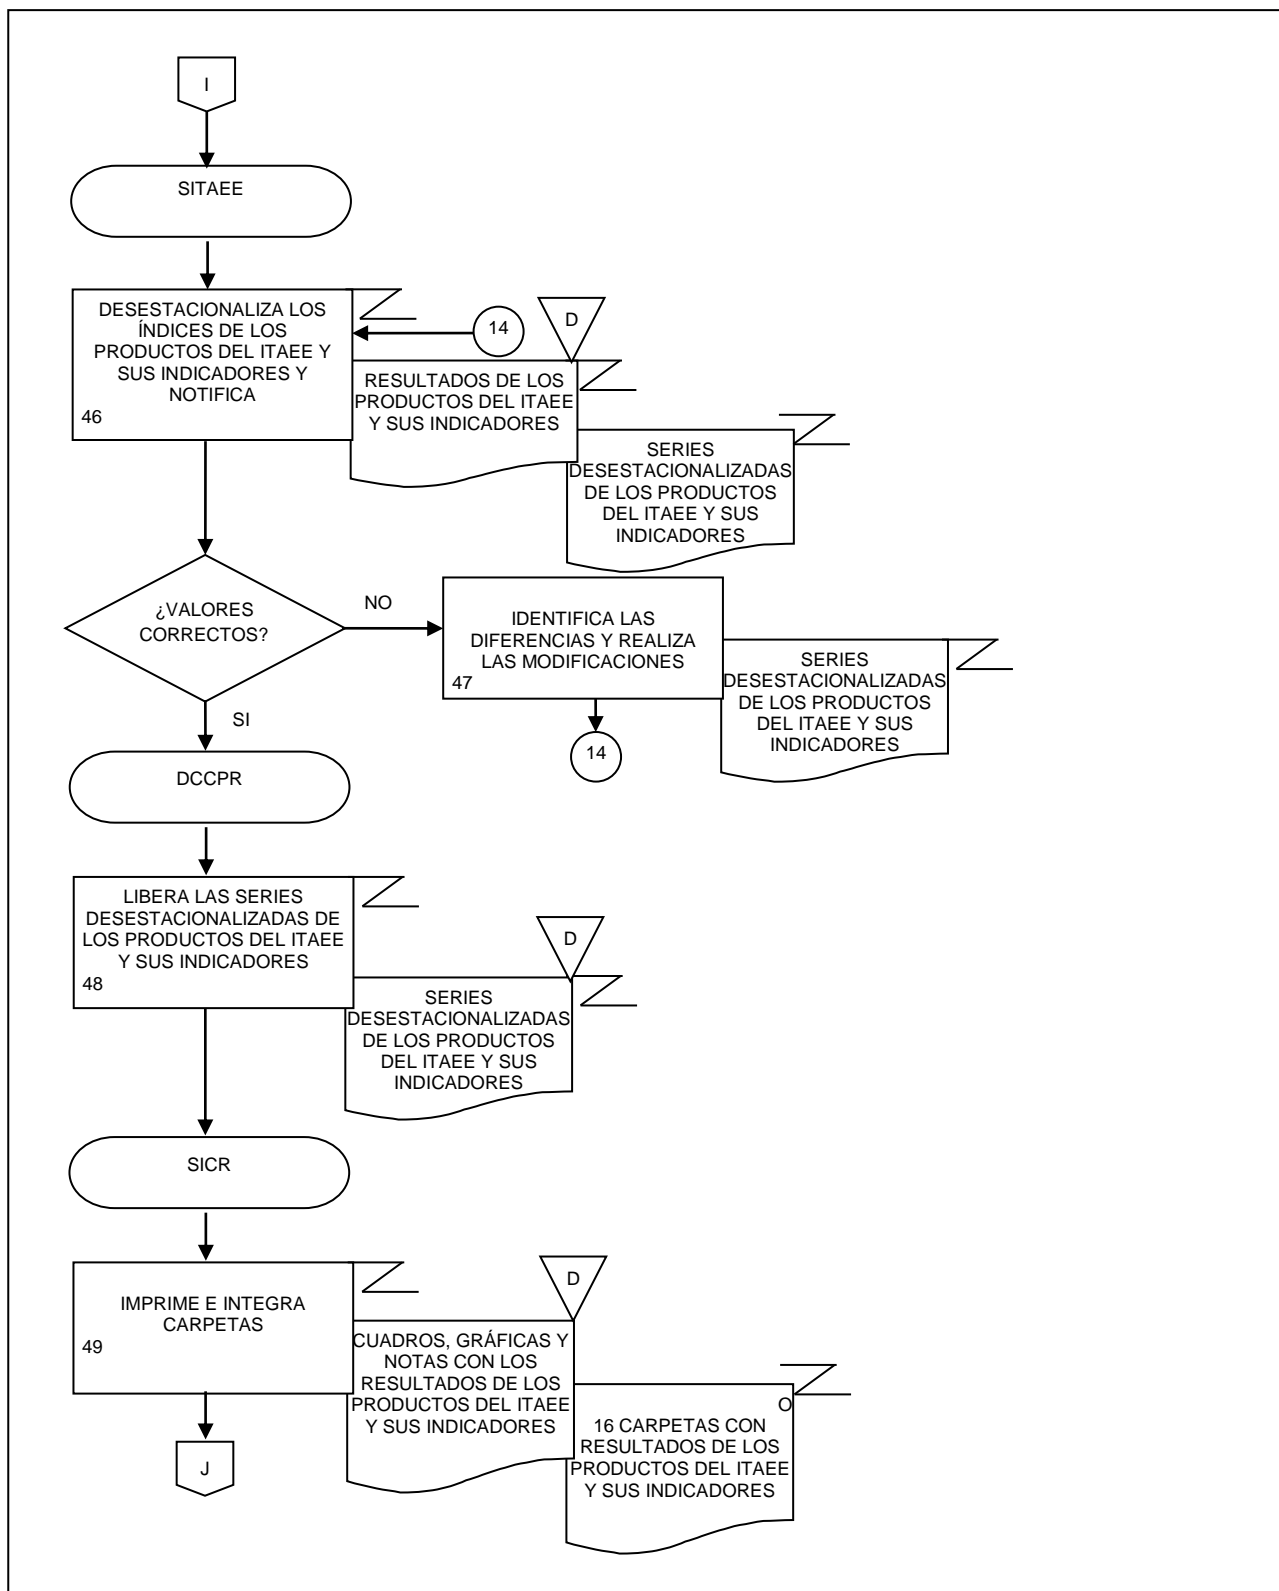 I
SITAEE
DESESTACIONALIZA LOS
ÍNDICES DE LOS
PRODUCTOS DEL ITAEE Y
SUS INDICADORES Y
NOTIFICA
46
14
D
RESULTADOS DE LOS
PRODUCTOS DEL ITAEE
Y SUS INDICADORES
SERIES
DESESTACIONALIZADAS
DE LOS PRODUCTOS
DEL ITAEE Y SUS
INDICADORES
¿VALORES
CORRECTOS?
NO
IDENTIFICA LAS
DIFERENCIAS Y REALIZA
LAS MODIFICACIONES
47
SERIES
DESESTACIONALIZADAS
DE LOS PRODUCTOS
DEL ITAEE Y SUS
INDICADORES
14
SI
DCCPR
LIBERA LAS SERIES
DESESTACIONALIZADAS DE
LOS PRODUCTOS DEL ITAEE
Y SUS INDICADORES
48
D
SERIES
DESESTACIONALIZADAS
DE LOS PRODUCTOS
DEL ITAEE Y SUS
INDICADORES
SICR
IMPRIME E INTEGRA
CARPETAS
49
D
CUADROS, GRÁFICAS Y
NOTAS CON LOS
RESULTADOS DE LOS
PRODUCTOS DEL ITAEE
Y SUS INDICADORES
O
16 CARPETAS CON
RESULTADOS DE LOS
PRODUCTOS DEL ITAEE
Y SUS INDICADORES
J